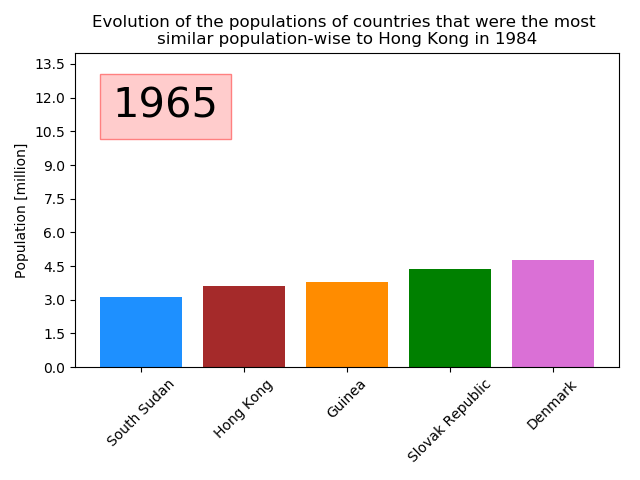 Evolution of the populations of countries that were the most
similar population-wise to Hong Kong in 1984
1965
Population [million]
13.5
12.0
10.5
9.0
7.5
6.0
4.5
3.0
1.5
0.0
South Sudan
Hong Kong
Guinea
Slovak Republic
Denmark